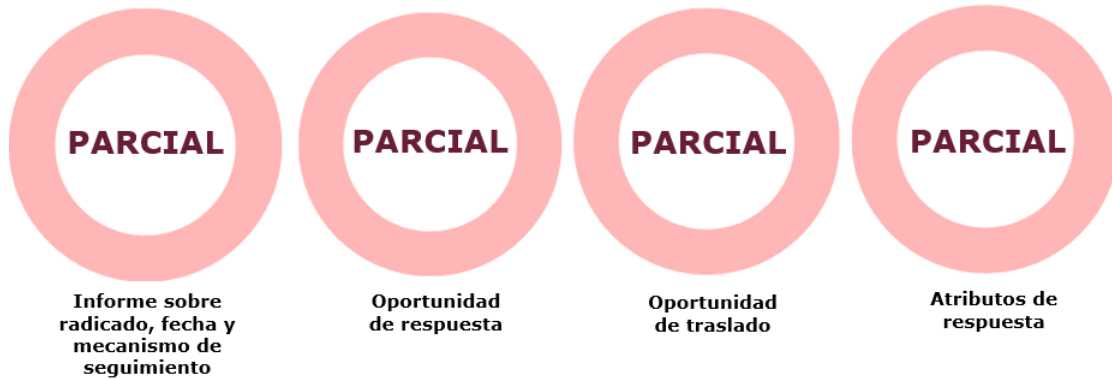 PARCIAL
PARCIAL
PARCIAL
PARCIAL
Informe sobre
radicado, fecha y
mecanismo de
seguimiento
Oportunidad
de respuesta
Oportunidad
de traslado
Atributos de
respuesta